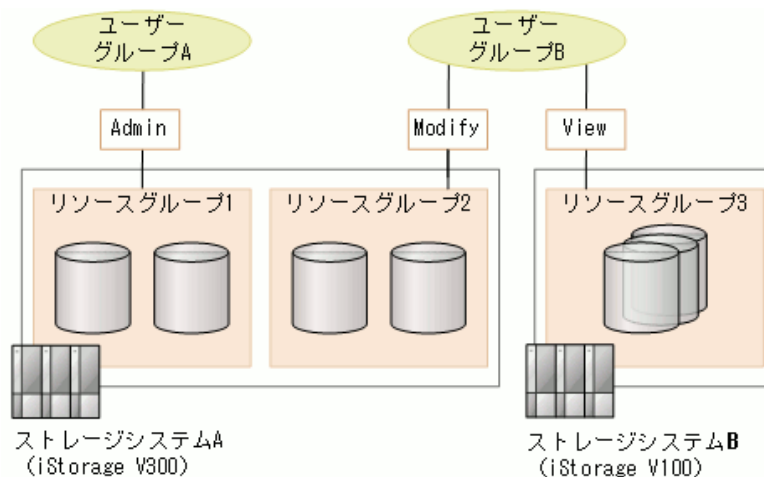 ユーザー
グループA
ユーザー
グループB
Admin
Modify
View
リソースグループ1
リソースグループ2
リソースグループ3
ストレージシステムA
(iStorage V300)
ストレージシステムB
(iStorage V100)